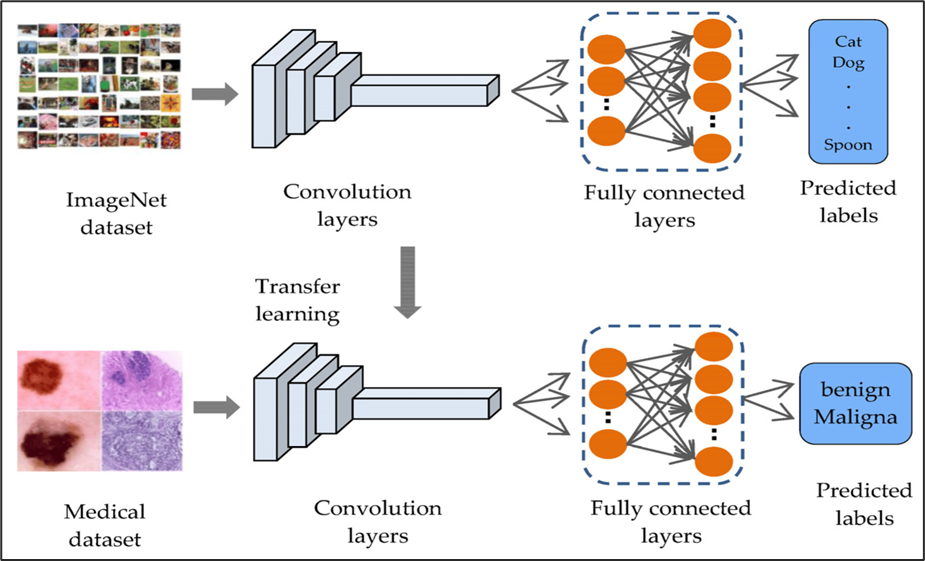 Cat
Dog
.
.
.
Spoon
ImageNet
dataset
Convolution
layers
Fully connected
layers
Predicted
labels
Transfer
learning
benign
Maligna
Medical
dataset
Convolution
layers
Fully connected
layers
Predicted
labels